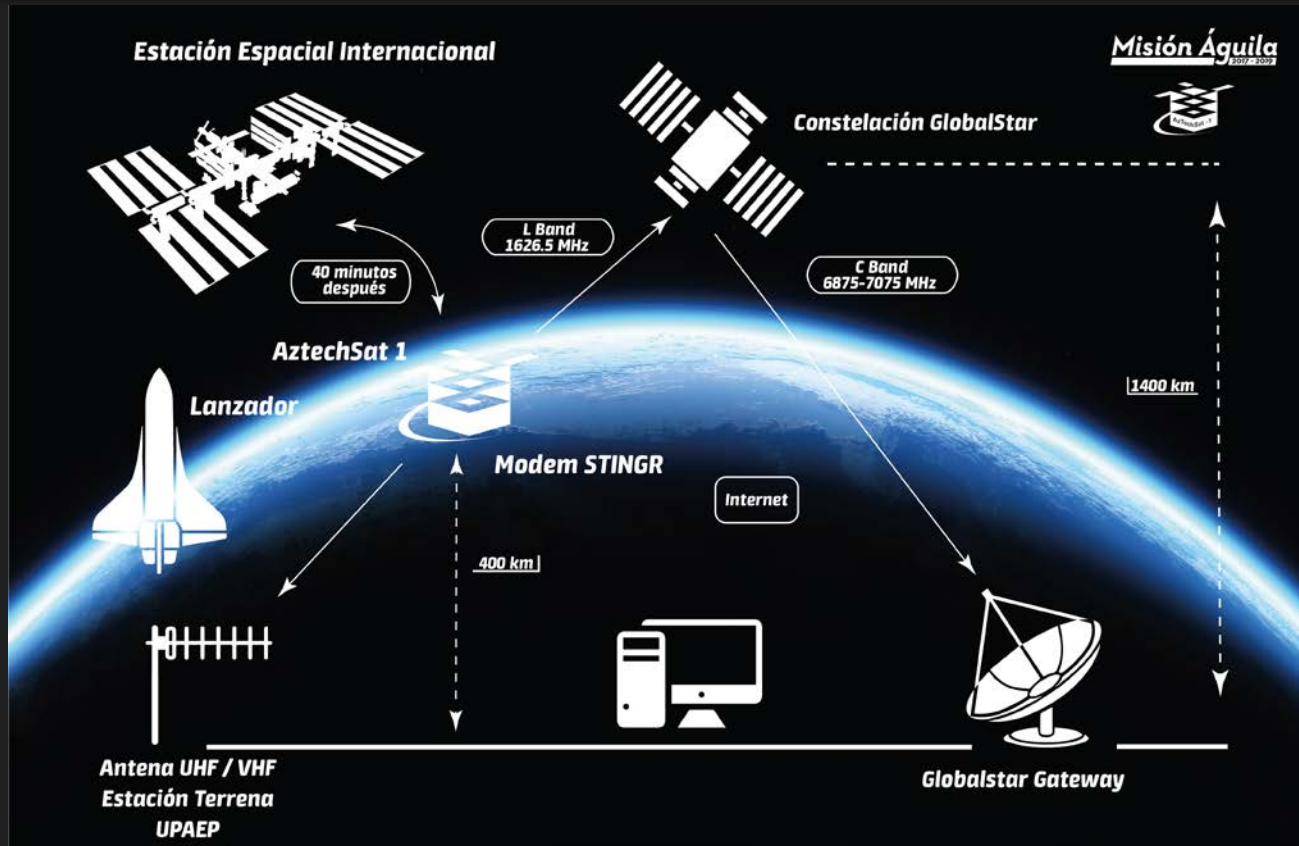 Estación Espacial Internacional
Misión Águila
2017 - 2019
AzTechSat - 1
Constelación GlobalStar
L Band
1626.5 MHz
C Band
6875-7075 MHz
40 minutos
después
AztechSat 1
Lanzador
1400 km
Modem STINGR
Internet
400 km
Antena UHF / VHF
Estación Terrena
UPAEP
Globalstar Gateway